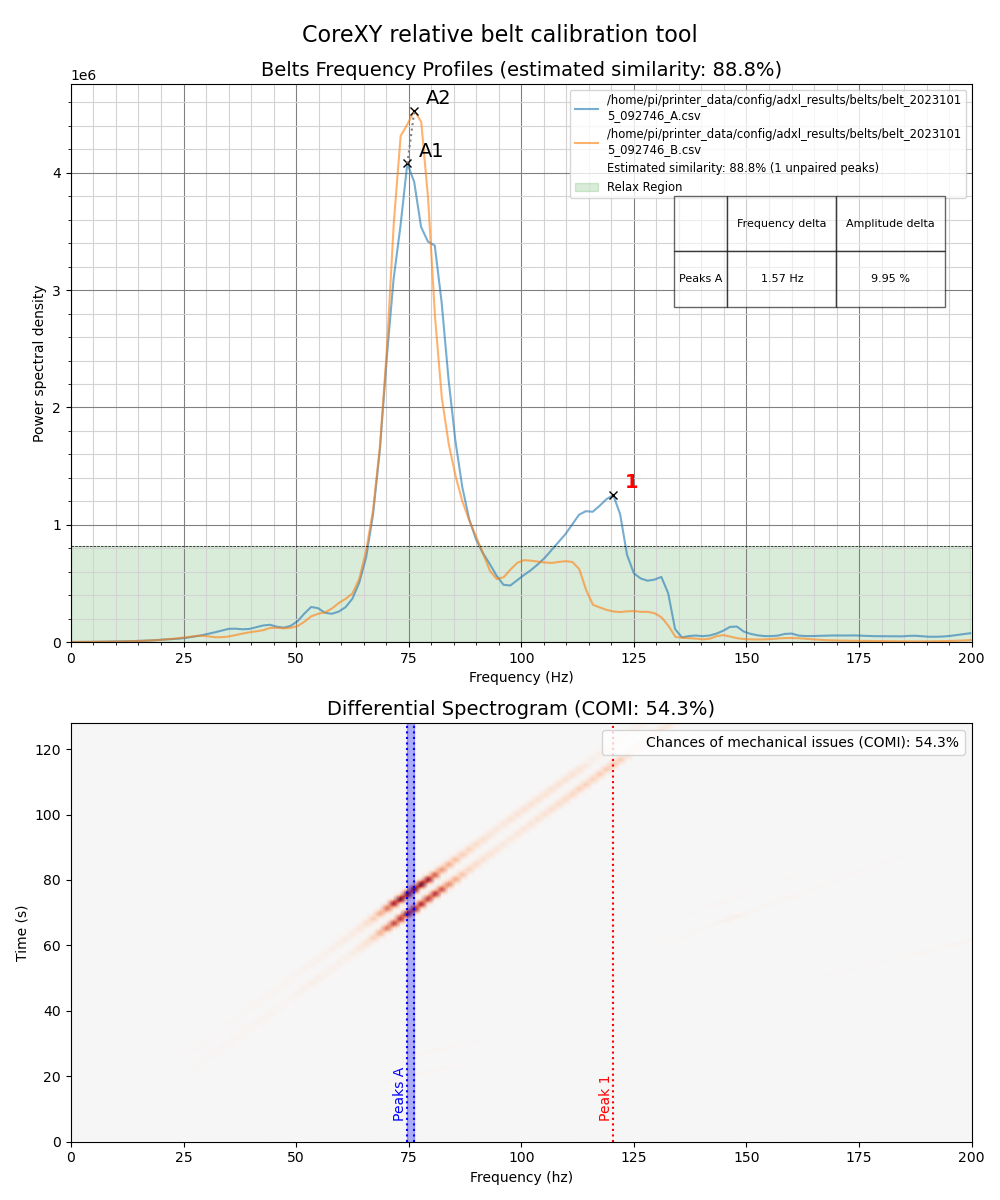 CoreXY relative belt calibration tool
Belts Frequency Profiles (estimated similarity: 88.8%)
1e6
A2
A1
/home/pi/printer_data/config/adxl_results/belts/belt_2023101
5_092746_A.csv
/home/pi/printer_data/config/adxl_results/belts/belt_2023101
5_092746_B.csv
Estimated similarity: 88.8% (1 unpaired peaks)
Relax Region
Frequency delta Amplitude delta
Peaks A 1.57 Hz 9.95 %
1
Power spectral density
4
3
2
1
0
0 25 50 75 100 125 150 175 200
Frequency (Hz)
Differential Spectrogram (COMI: 54.3%)
Chances of mechanical issues (COMI): 54.3%
Time (s)
120
100
80
60
40
20
0
Peaks A
Peak 1
0 25 50 75 100 125 150 175 200
Frequency (hz)